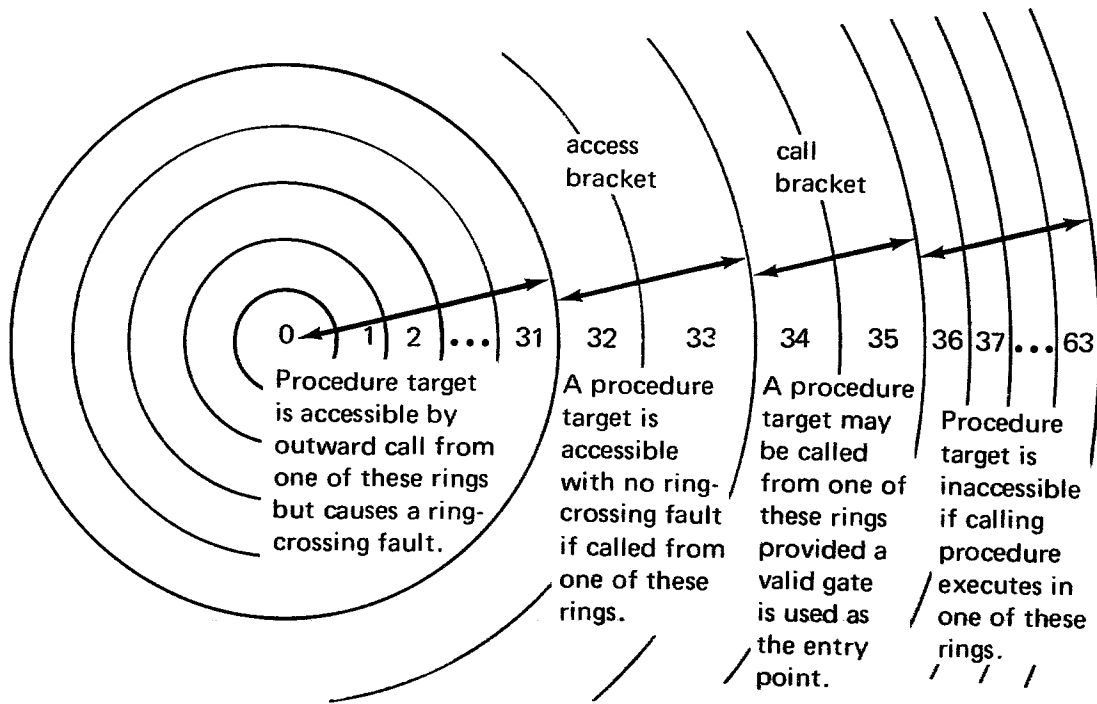 access
bracket
call
bracket
0 1 2 ... 31 32 33 34 35 36 37 ... 63
Procedure target
is accessible by
outward call from
one of these rings
but causes a ring-
crossing fault.
A procedure
target is
accessible
with no ring-
crossing fault
if called from
one of these
rings.
A procedure
target may
be called
from one of
these rings
provided a
valid gate
is used as
the entry
point.
Procedure
target is
inaccessible
if calling
procedure
executes in
one of these
rings.